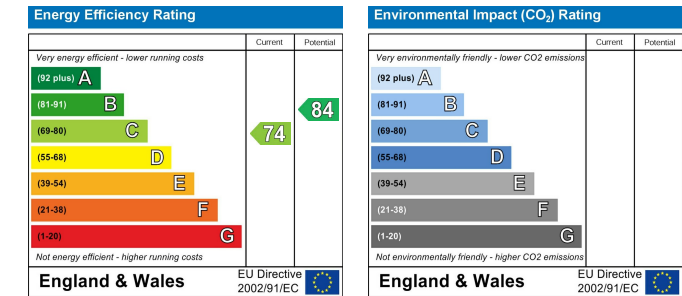 Energy Efficiency Rating
Current Potential
Very energy efficient - lower running costs
(92 plus) A
(81-91) B
84
(69-80) C
74
(55-68) D
(39-54) E
(21-38) F
(1-20) G
Not energy efficient - higher running costs
England & Wales
EU Directive
2002/91/EC
Environmental Impact (CO₂) Rating
Current Potential
Very environmentally friendly - lower CO2 emissions
(92 plus) A
(81-91) B
(69-80) C
(55-68) D
(39-54) E
(21-38) F
(1-20) G
Not environmentally friendly - higher CO2 emissions
England & Wales
EU Directive
2002/91/EC